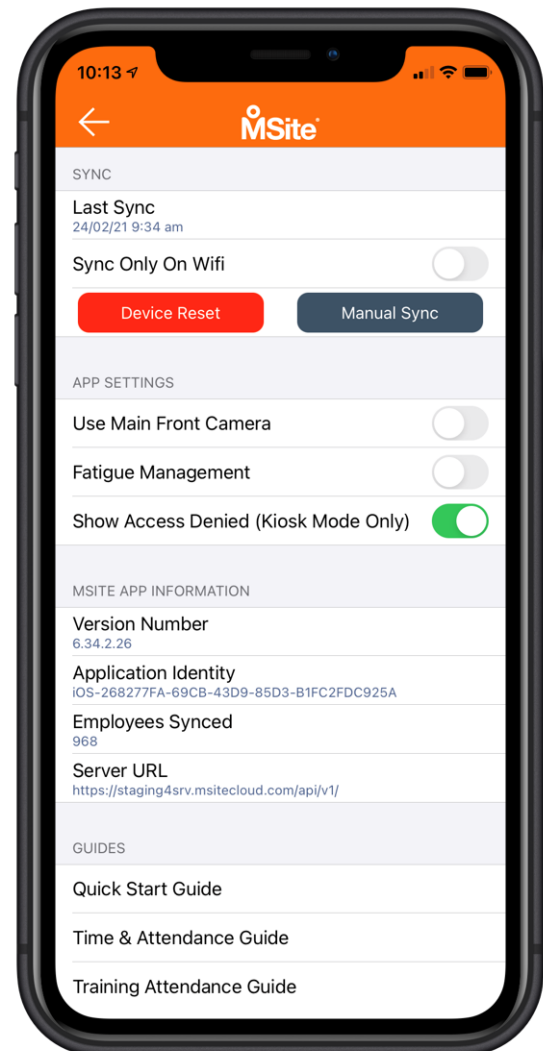 10:13
MSite
SYNC
Last Sync
24/02/21 9:34 am
Sync Only On Wifi
Device Reset
Manual Sync
APP SETTINGS
Use Main Front Camera
Fatigue Management
Show Access Denied (Kiosk Mode Only)
MSITE APP INFORMATION
Version Number
6.34.2.26
Application Identity
iOS-268277FA-69CB-43D9-85D3-B1FC2FDC925A
Employees Synced
968
Server URL
https://staging4srv.msitecloud.com/api/v1/
GUIDES
Quick Start Guide
Time & Attendance Guide
Training Attendance Guide